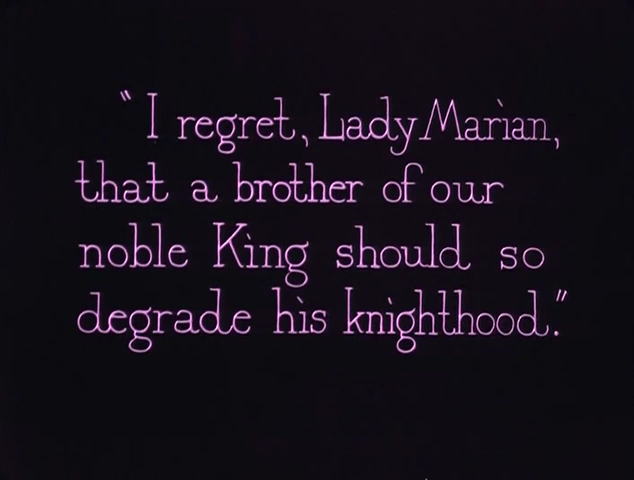 "I regret, Lady Marian,
that a brother of our
noble King should so
degrade his knighthood."